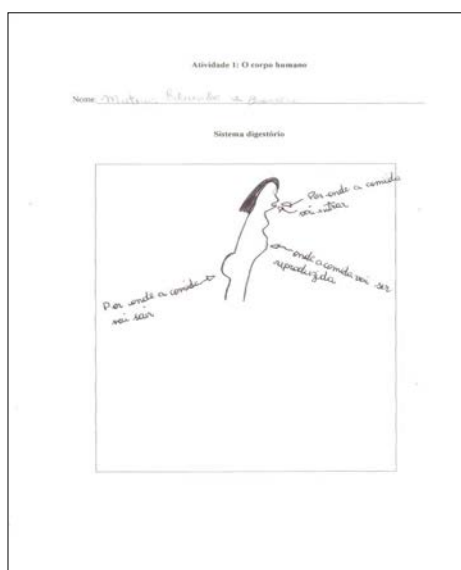 Atividade 1: O corpo humano
Nome:
Sistema digestório
Por onde a comida
vai entrar
onde a comida vai ser
reproduzida
Por onde a comida
vai sair